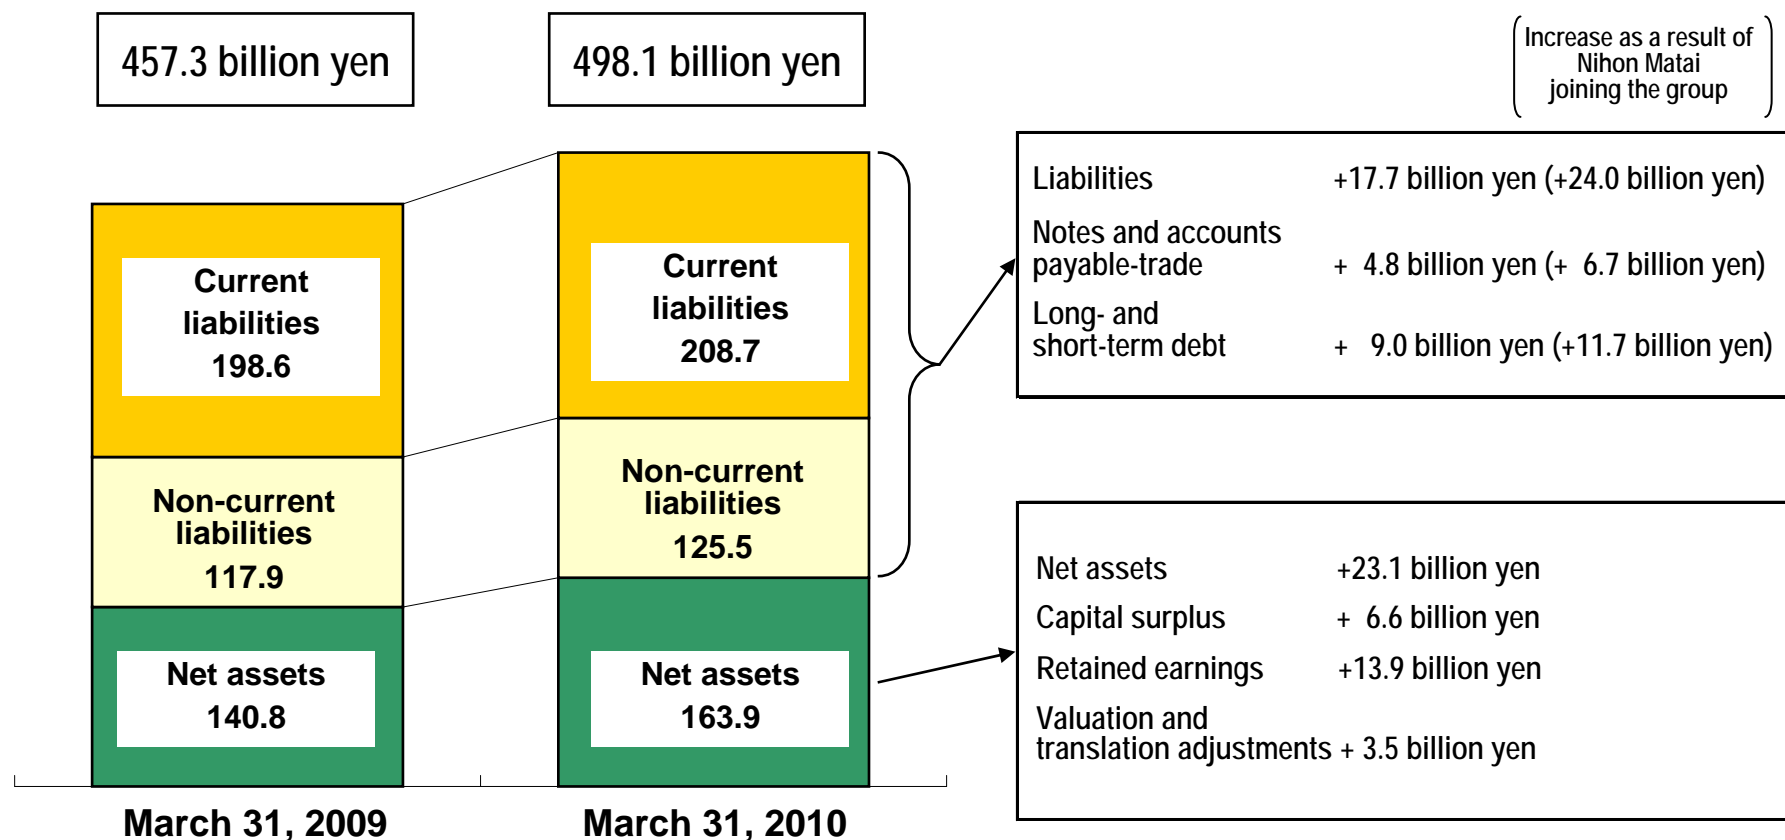 457.3 billion yen
498.1 billion yen
Increase as a result of
Nihon Matai
joining the group
Current
liabilities
198.6
Non-current
liabilities
117.9
Net assets
140.8
March 31, 2009
Current
liabilities
208.7
Non-current
liabilities
125.5
Net assets
163.9
March 31, 2010
Liabilities +17.7 billion yen (+24.0 billion yen)
Notes and accounts
payable-trade + 4.8 billion yen (+ 6.7 billion yen)
Long- and
short-term debt + 9.0 billion yen (+11.7 billion yen)
Net assets +23.1 billion yen
Capital surplus + 6.6 billion yen
Retained earnings +13.9 billion yen
Valuation and
translation adjustments + 3.5 billion yen